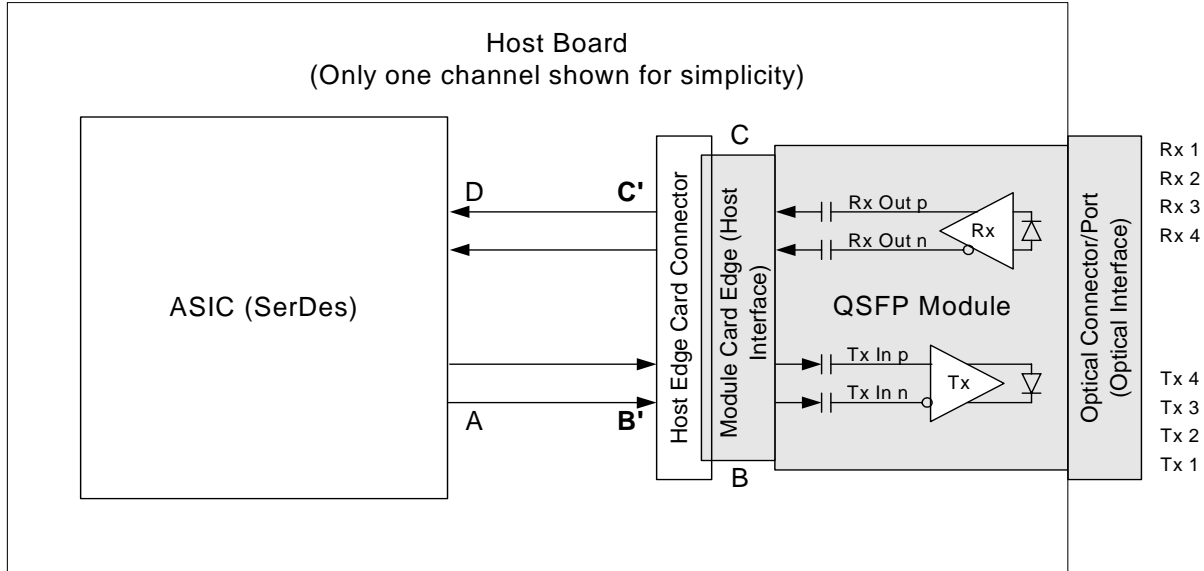 Host Board
(Only one channel shown for simplicity)
ASIC (SerDes)
D
C'
A
B'
Host Edge Card Connector
C
Module Card Edge (Host
Interface)
B
Rx Out p
Rx Out n
Rx
QSFP Module
Tx In p
Tx In n
Tx
Optical Connector/Port
(Optical Interface)
Rx 1
Rx 2
Rx 3
Rx 4
Tx 4
Tx 3
Tx 2
Tx 1